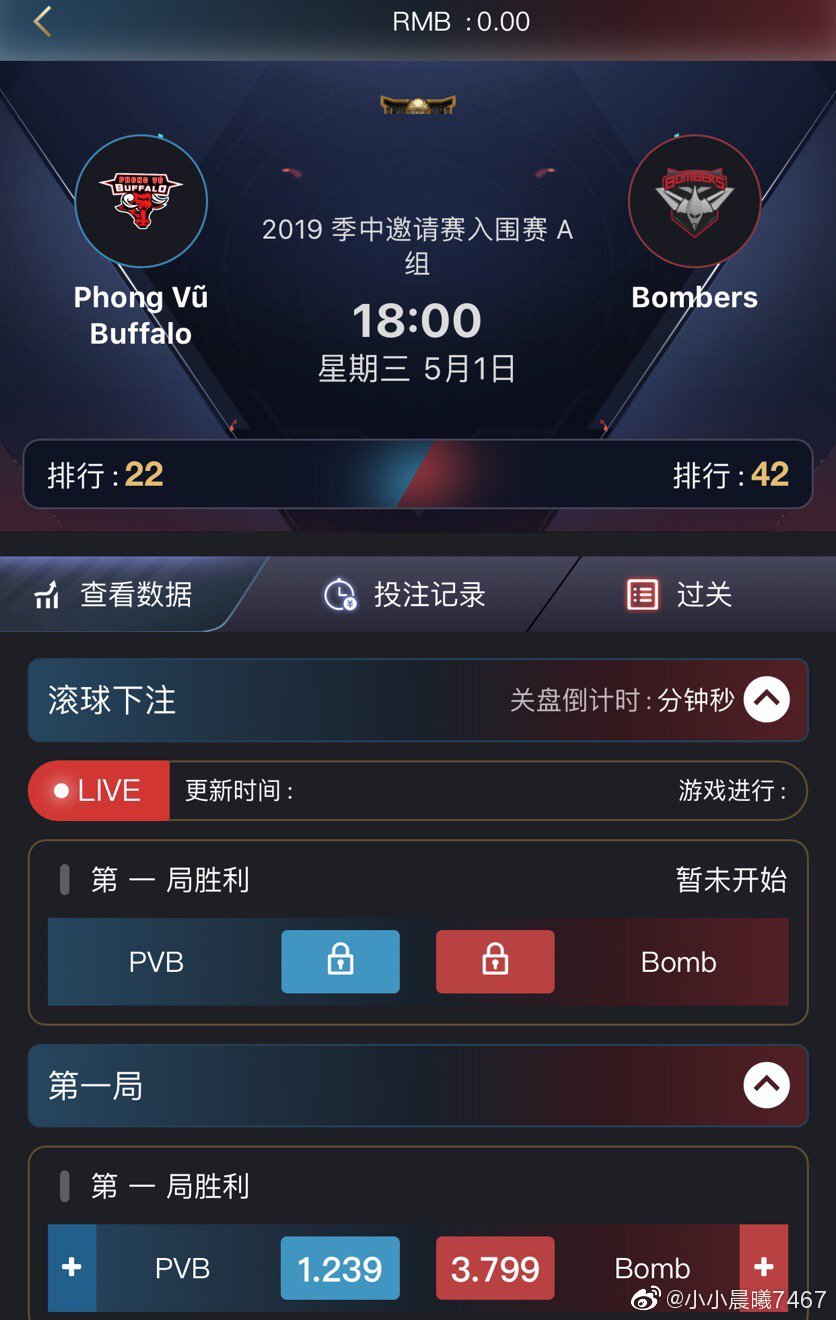 RMB : 0.00
PHONG VŨ
BUFFALO
BOMBERS
2019 季中邀请赛入围赛 A
组
Phong Vũ
Buffalo
Bombers
18:00
星期三 5月1日
排行 : 22
排行 : 42
查看数据
投注记录
过关
滚球下注
关盘倒计时 : 分钟秒
LIVE
更新时间 :
游戏进行 :
第 一 局胜利
暂未开始
PVB
Bomb
第一局
第 一 局胜利
+ PVB 1.239 3.799 Bomb +
@小小晨曦7467